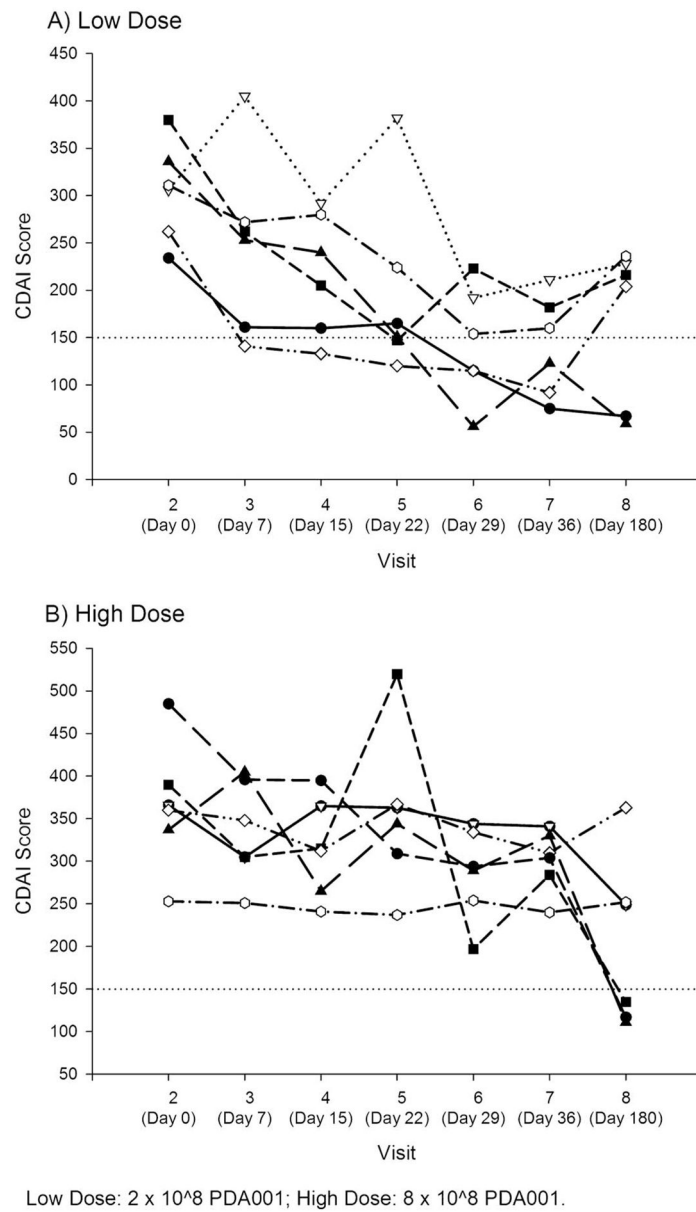 A) Low Dose
450
400
350
300
250
200
150
100
50
0
CDAI Score
2 3 4 5 6 7 8
(Day 0) (Day 7) (Day 15) (Day 22) (Day 29) (Day 36) (Day 180)
Visit
B) High Dose
550
500
450
400
350
300
250
200
150
100
50
CDAI Score
2 3 4 5 6 7 8
(Day 0) (Day 7) (Day 15) (Day 22) (Day 29) (Day 36) (Day 180)
Visit
Low Dose: 2 x 10^8 PDA001; High Dose: 8 x 10^8 PDA001.